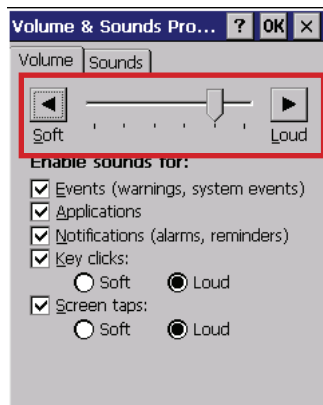 Volume & Sounds Pro... ? OK ×
Volume Sounds
Soft Loud
Enable sounds for:
Events (warnings, system events)
Applications
Notifications (alarms, reminders)
Key clicks:
Soft Loud
Screen taps:
Soft Loud